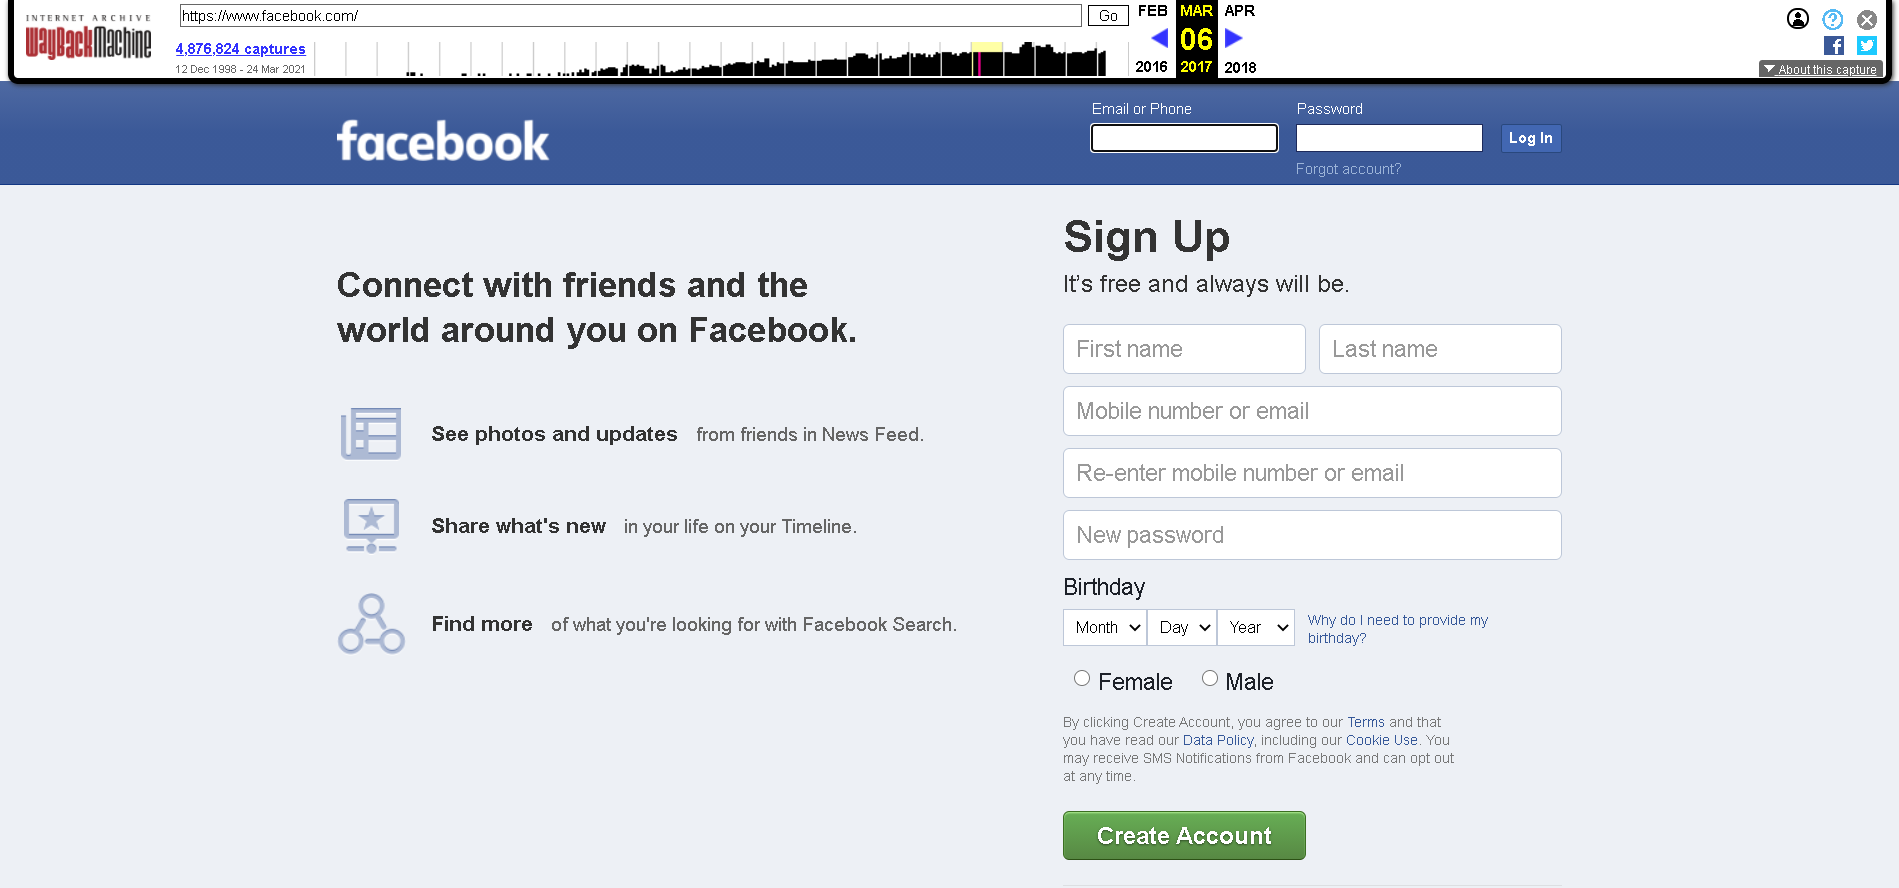 INTERNET ARCHIVE
WayBackMachine
https://www.facebook.com/
Go
4,876,824 captures
12 Dec 1998 - 24 Mar 2021
FEB MAR APR
06
2016 2017 2018
About this capture
facebook
Email or Phone
Password
Log In
Forgot account?
Connect with friends and the
world around you on Facebook.
See photos and updates from friends in News Feed.
Share what's new in your life on your Timeline.
Find more of what you're looking for with Facebook Search.
Sign Up
It’s free and always will be.
First name
Last name
Mobile number or email
Re-enter mobile number or email
New password
Birthday
Month Day Year
Why do I need to provide my
birthday?
Female Male
By clicking Create Account, you agree to our Terms and that
you have read our Data Policy, including our Cookie Use. You
may receive SMS Notifications from Facebook and can opt out
at any time.
Create Account